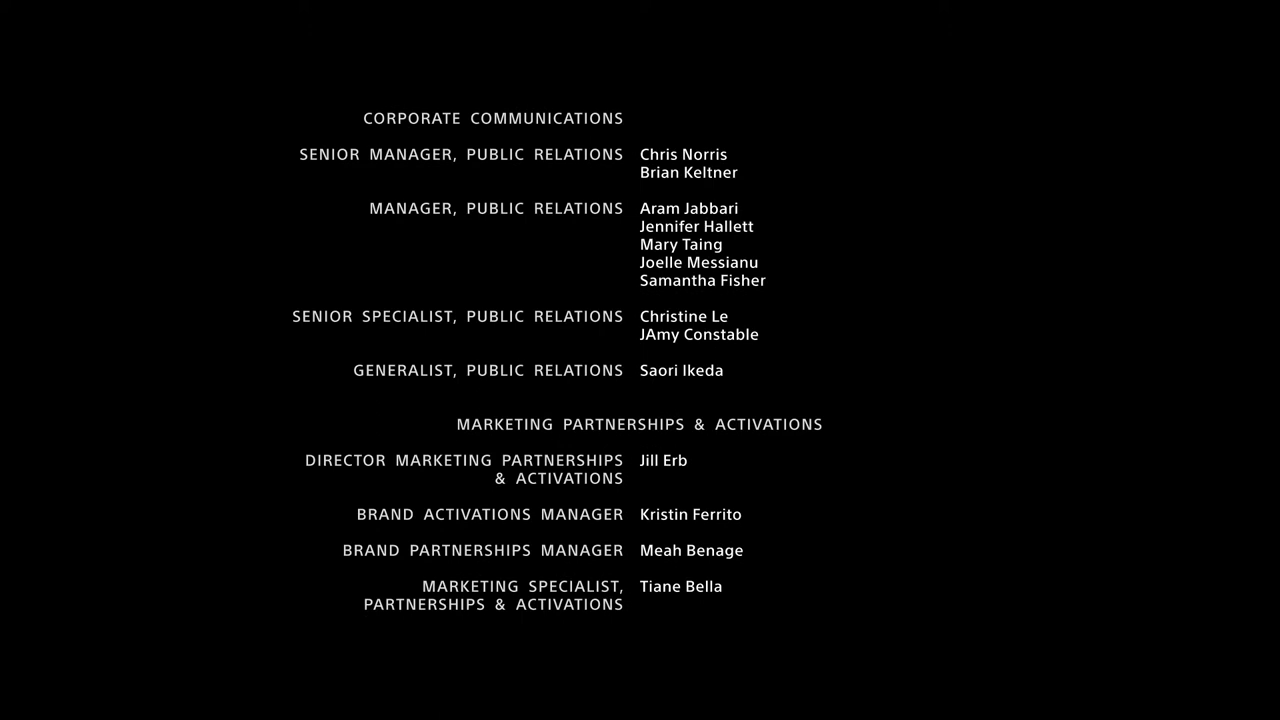 CORPORATE COMMUNICATIONS
SENIOR MANAGER, PUBLIC RELATIONS Chris Norris
Brian Keltner
MANAGER, PUBLIC RELATIONS Aram Jabbari
Jennifer Hallett
Mary Taing
Joelle Messianu
Samantha Fisher
SENIOR SPECIALIST, PUBLIC RELATIONS Christine Le
JAmy Constable
GENERALIST, PUBLIC RELATIONS Saori Ikeda
MARKETING PARTNERSHIPS & ACTIVATIONS
DIRECTOR MARKETING PARTNERSHIPS Jill Erb
& ACTIVATIONS
BRAND ACTIVATIONS MANAGER Kristin Ferrito
BRAND PARTNERSHIPS MANAGER Meah Benage
MARKETING SPECIALIST, Tiane Bella
PARTNERSHIPS & ACTIVATIONS